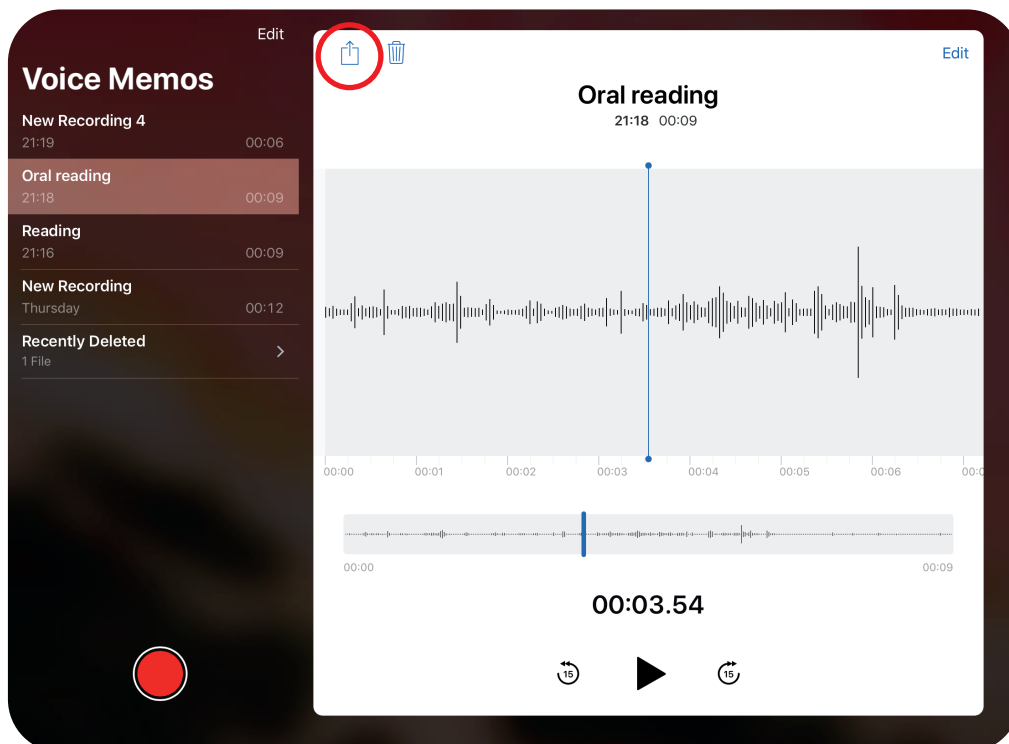 Edit
Voice Memos
New Recording 4
21:19 00:06
Oral reading
21:18 00:09
Reading
21:16 00:09
New Recording
Thursday 00:12
Recently Deleted
1 File
Edit
Oral reading
21:18 00:09
00:00 00:01 00:02 00:03 00:04 00:05 00:06 00:0
00:00 00:09
00:03.54
15 15